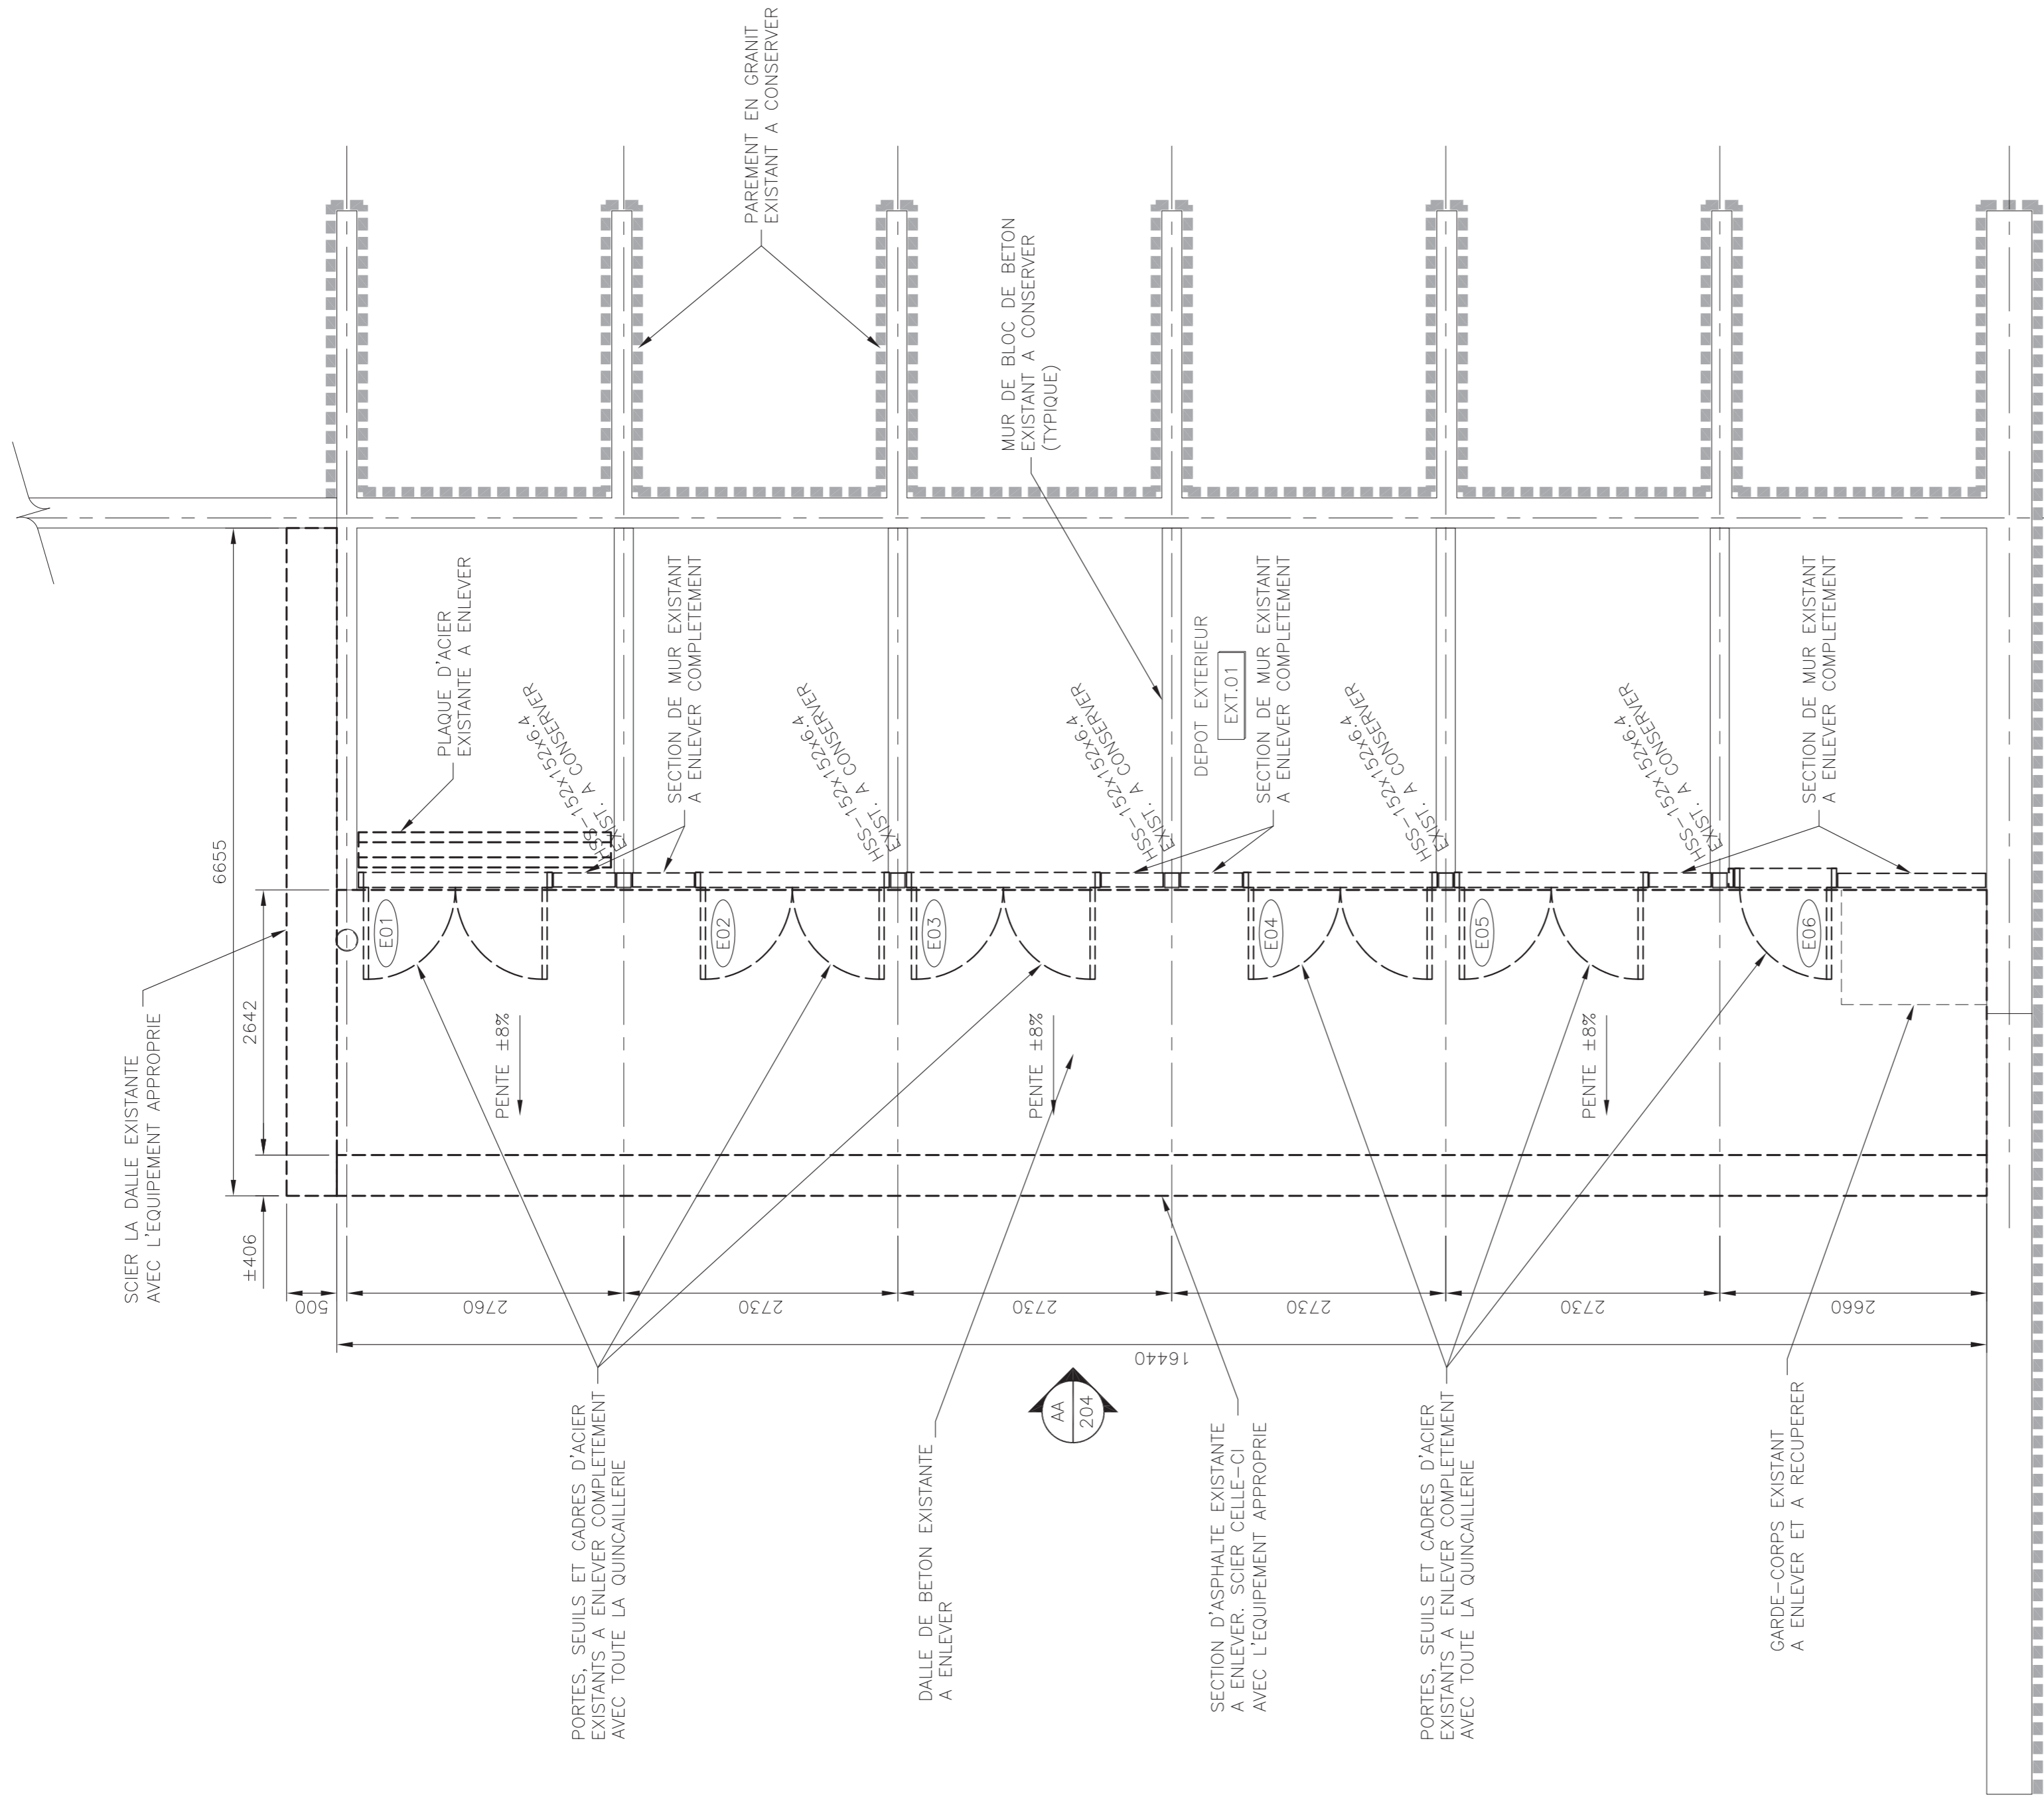 SCIER LA DALLE EXISTANTE
AVEC L'EQUIPEMENT APPROPRIE
6655
2642
±406
500
2760
2730
2730
2730
2730
2660
16440
PLAQUE D'ACIER
EXISTANTE A ENLEVER
SECTION DE MUR EXISTANT
A ENLEVER COMPLETEMENT
PAREMENT EN GRANIT
EXISTANT A CONSERVER
MUR DE BLOC DE BETON
EXISTANT A CONSERVER
(TYPIQUE)
DEPOT EXTERIEUR
EXT.01
SECTION DE MUR EXISTANT
A ENLEVER COMPLETEMENT
SECTION DE MUR EXISTANT
A ENLEVER COMPLETEMENT
HSS-152x152x6.4
EXIST. A CONSERVER
HSS-152x152x6.4
EXIST. A CONSERVER
HSS-152x152x6.4
EXIST. A CONSERVER
HSS-152x152x6.4
EXIST. A CONSERVER
HSS-152x152x6.4
EXIST. A CONSERVER
E01
E02
E03
E04
E05
E06
PENTE ±8%
PENTE ±8%
PENTE ±8%
PORTES, SEUILS ET CADRES D'ACIER
EXISTANTS A ENLEVER COMPLETEMENT
AVEC TOUTE LA QUINCAILLERIE
DALLE DE BETON EXISTANTE
A ENLEVER
AA
204
SECTION D'ASPHALTE EXISTANTE
A ENLEVER. SCIER CELLE-CI
AVEC L'EQUIPEMENT APPROPRIE
PORTES, SEUILS ET CADRES D'ACIER
EXISTANTS A ENLEVER COMPLETEMENT
AVEC TOUTE LA QUINCAILLERIE
GARDE-CORPS EXISTANT
A ENLEVER ET A RECUPERER